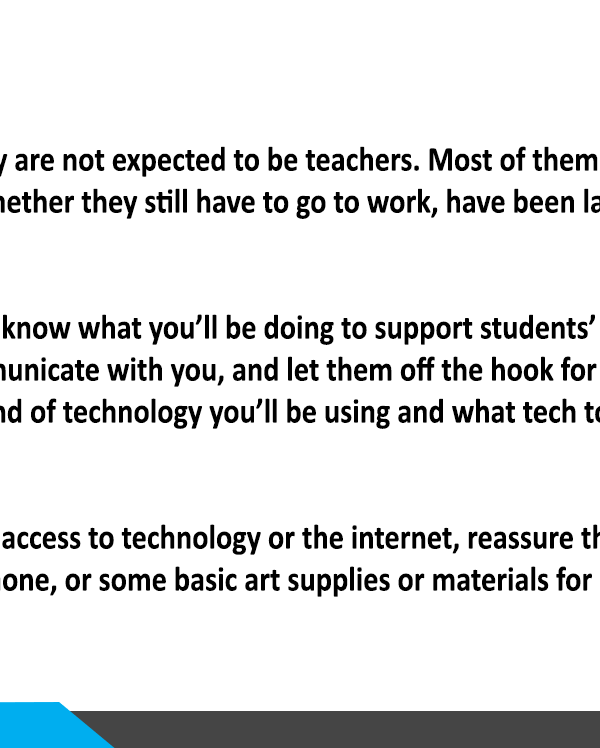 y are not expected to be teachers. Most of them
hether they still have to go to work, have been la
know what you’ll be doing to support students’
unicate with you, and let them off the hook for
nd of technology you’ll be using and what tech to
access to technology or the internet, reassure th
one, or some basic art supplies or materials for